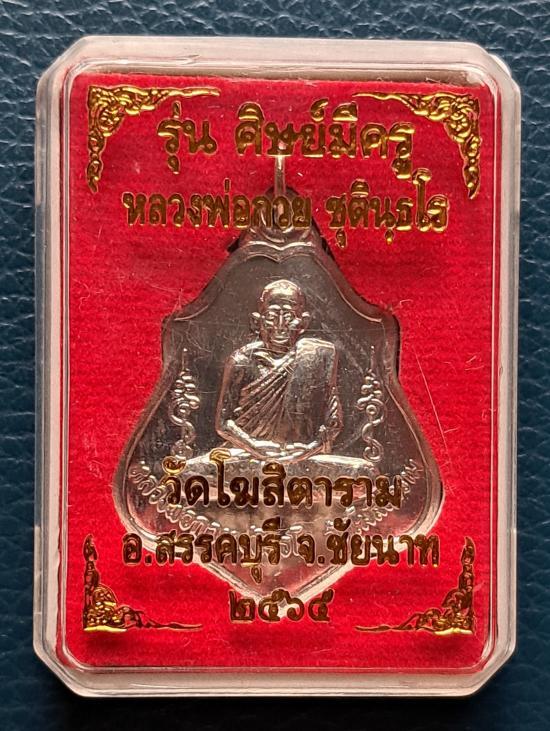 รุ่น ศิษย์มีครู
หลวงพ่อกวย ชุตินฺธโร
วัดโฆสิตาราม
อ.สรรคบุรี จ.ชัยนาท
๒๕๖๕